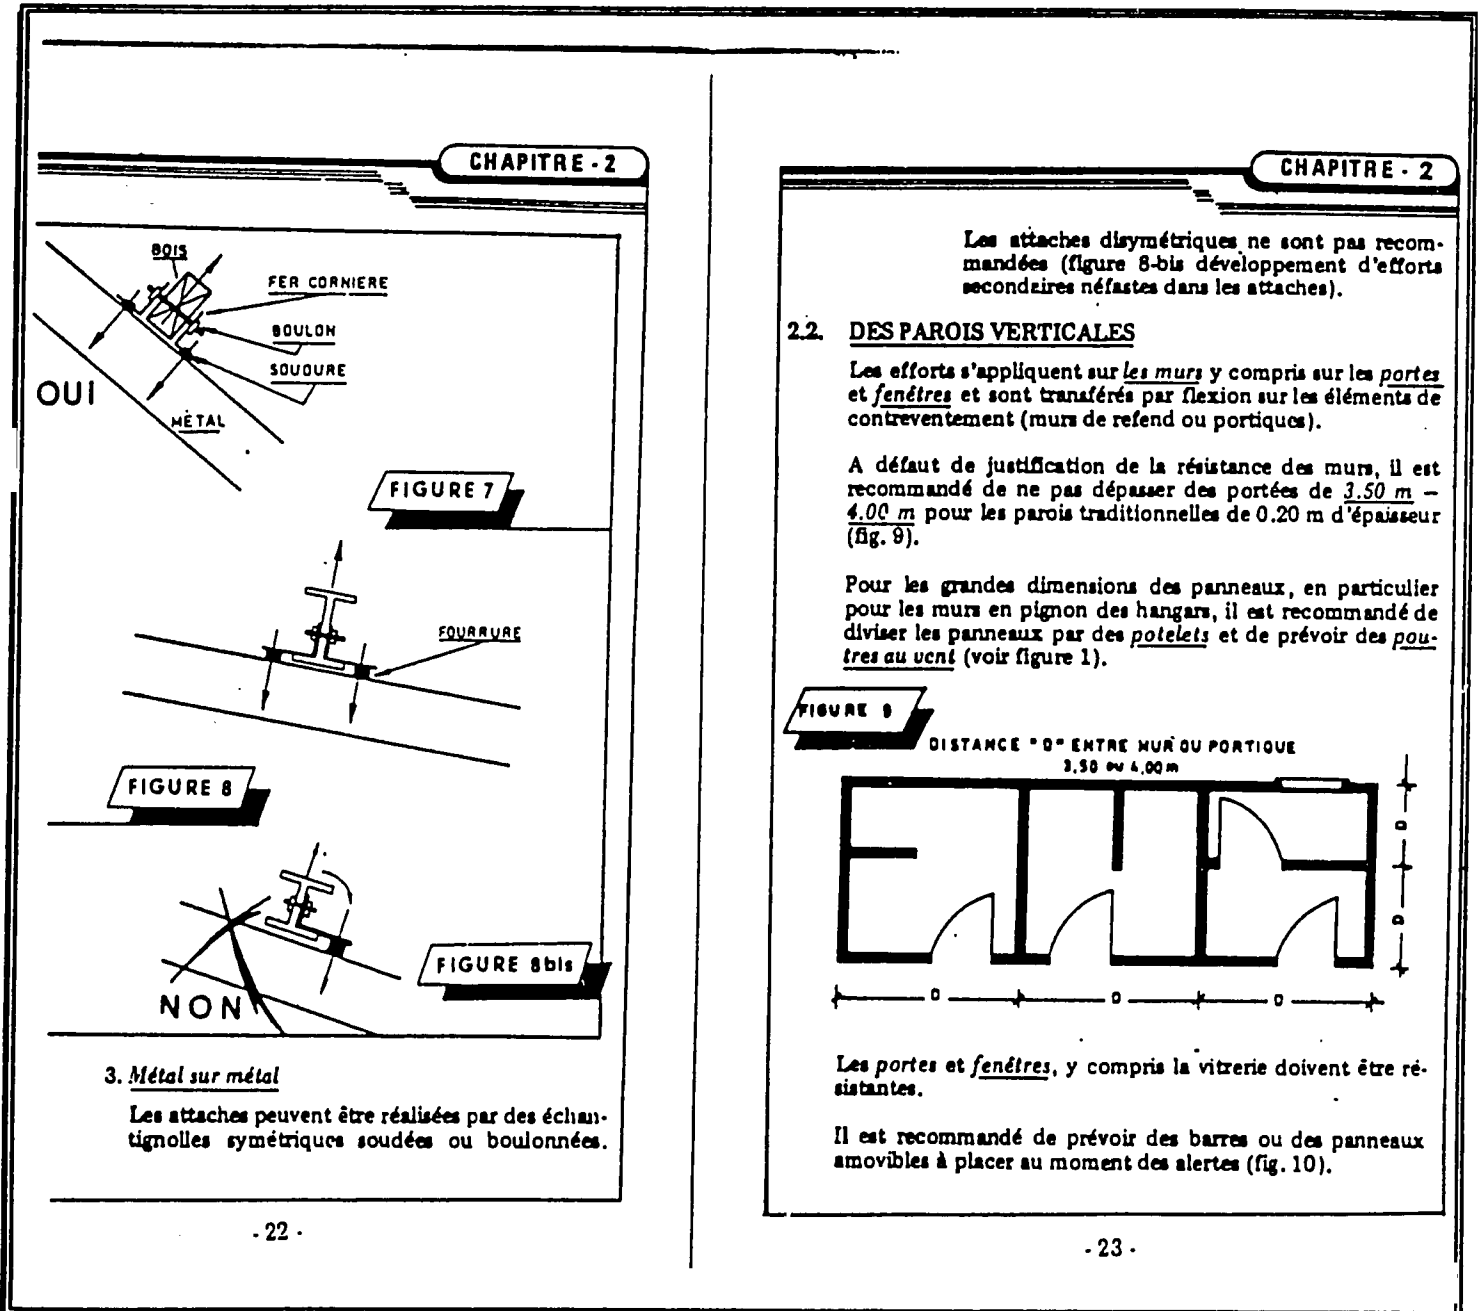 CHAPITRE - 2
BOIS
FER CORNIERE
BOULON
SOUDURE
OUI
MÉTAL
FIGURE 7
FOURRURE
FIGURE 8
FIGURE 8bis
NON
3. Métal sur métal
Les attaches peuvent être réalisées par des échan-
tignolles symétriques soudées ou boulonnées.
- 22 -
CHAPITRE - 2
Les attaches disymétriques ne sont pas recom-
mandées (figure 8-bis développement d'efforts
secondaires néfastes dans les attaches).
2.2. DES PAROIS VERTICALES
Les efforts s'appliquent sur les murs y compris sur les portes
et fenêtres et sont transférés par flexion sur les éléments de
contreventement (murs de refend ou portiques).
A défaut de justification de la résistance des murs, il est
recommandé de ne pas dépasser des portées de 3.50 m –
4.00 m pour les parois traditionnelles de 0.20 m d'épaisseur
(fig. 9).
Pour les grandes dimensions des panneaux, en particulier
pour les murs en pignon des hangars, il est recommandé de
diviser les panneaux par des potelets et de prévoir des pou-
tres au vent (voir figure 1).
FIGURE 9
DISTANCE "D" ENTRE MUR OU PORTIQUE
3,50 ou 4,00 m
D
D
D D D
Les portes et fenêtres, y compris la vitrerie doivent être ré-
sistantes.
Il est recommandé de prévoir des barres ou des panneaux
amovibles à placer au moment des alertes (fig. 10).
- 23 -